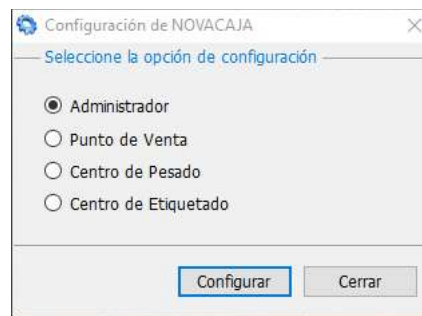 Configuración de NOVACAJA
Seleccione la opción de configuración
Administrador
Punto de Venta
Centro de Pesado
Centro de Etiquetado
Configurar Cerrar